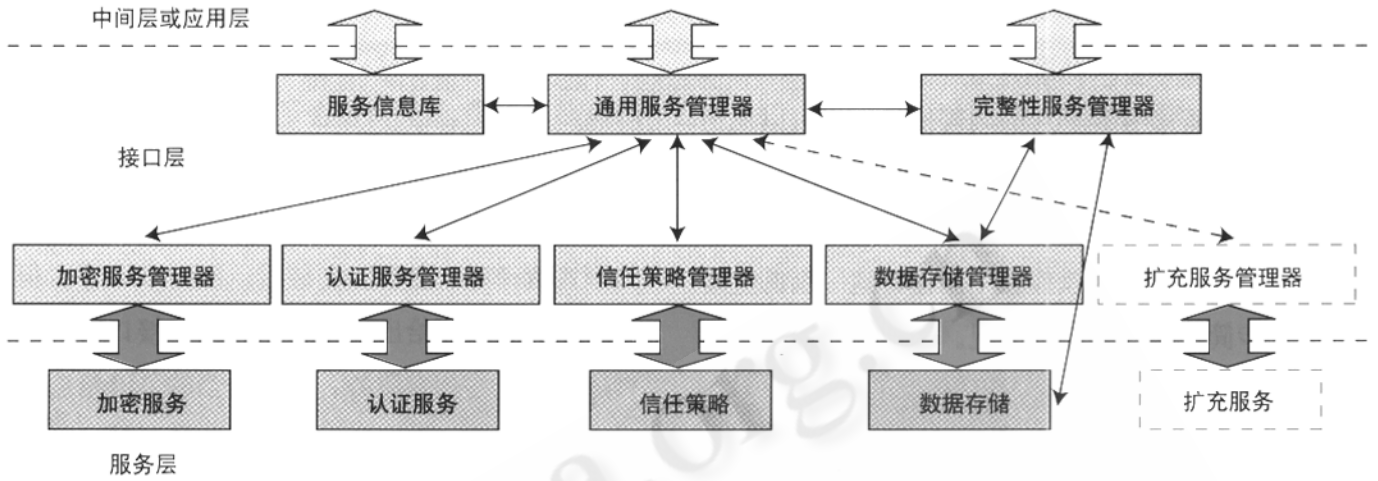 中间层或应用层
服务信息库
通用服务管理器
完整性服务管理器
接口层
加密服务管理器
认证服务管理器
信任策略管理器
数据存储管理器
扩充服务管理器
加密服务
认证服务
信任策略
数据存储
扩充服务
服务层